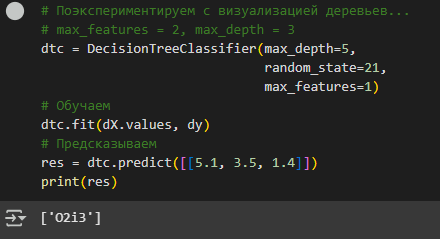 # Поэкспериментируем с визуализацией деревьев...
# max_features = 2, max_depth = 3
dtc = DecisionTreeClassifier(max_depth=5,
random_state=21,
max_features=1)
# Обучаем
dtc.fit(dX.values, dy)
# Предсказываем
res = dtc.predict([[5.1, 3.5, 1.4]])
print(res)
['O2i3']